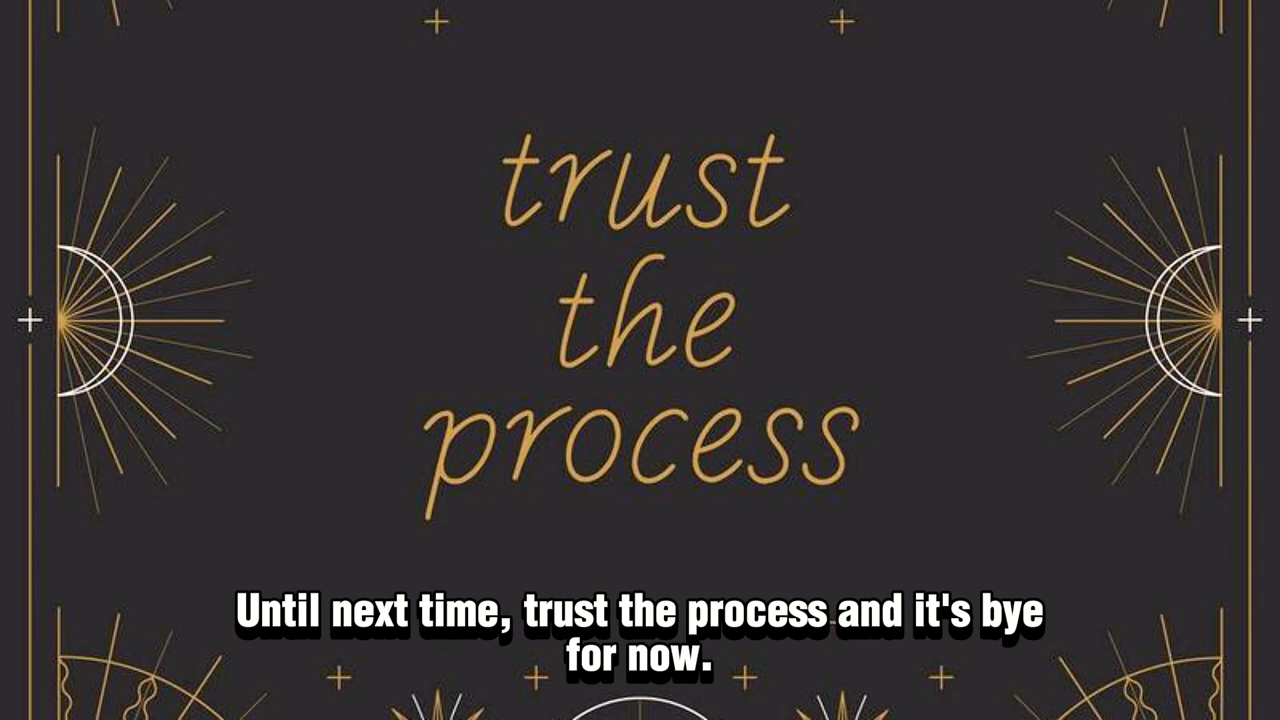 trust
the
process
Until next time, trust the process and it's bye
for now.